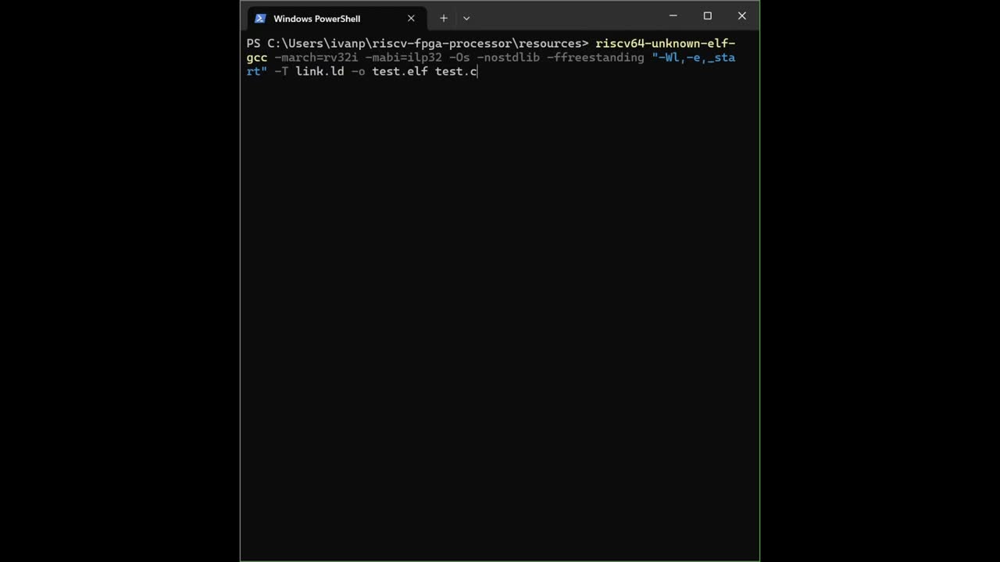 Windows PowerShell
PS C:\Users\ivanp\riscv-fpga-processor\resources> riscv64-unknown-elf-
gcc -march=rv32i -mabi=ilp32 -Os -nostdlib -ffreestanding "-Wl,-e,_sta
rt" -T link.ld -o test.elf test.c